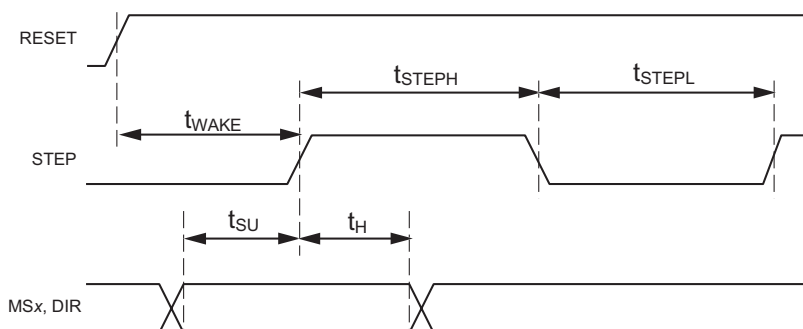 RESET
tSTEPH
tSTEPL
tWAKE
STEP
tSU
tH
MSx, DIR